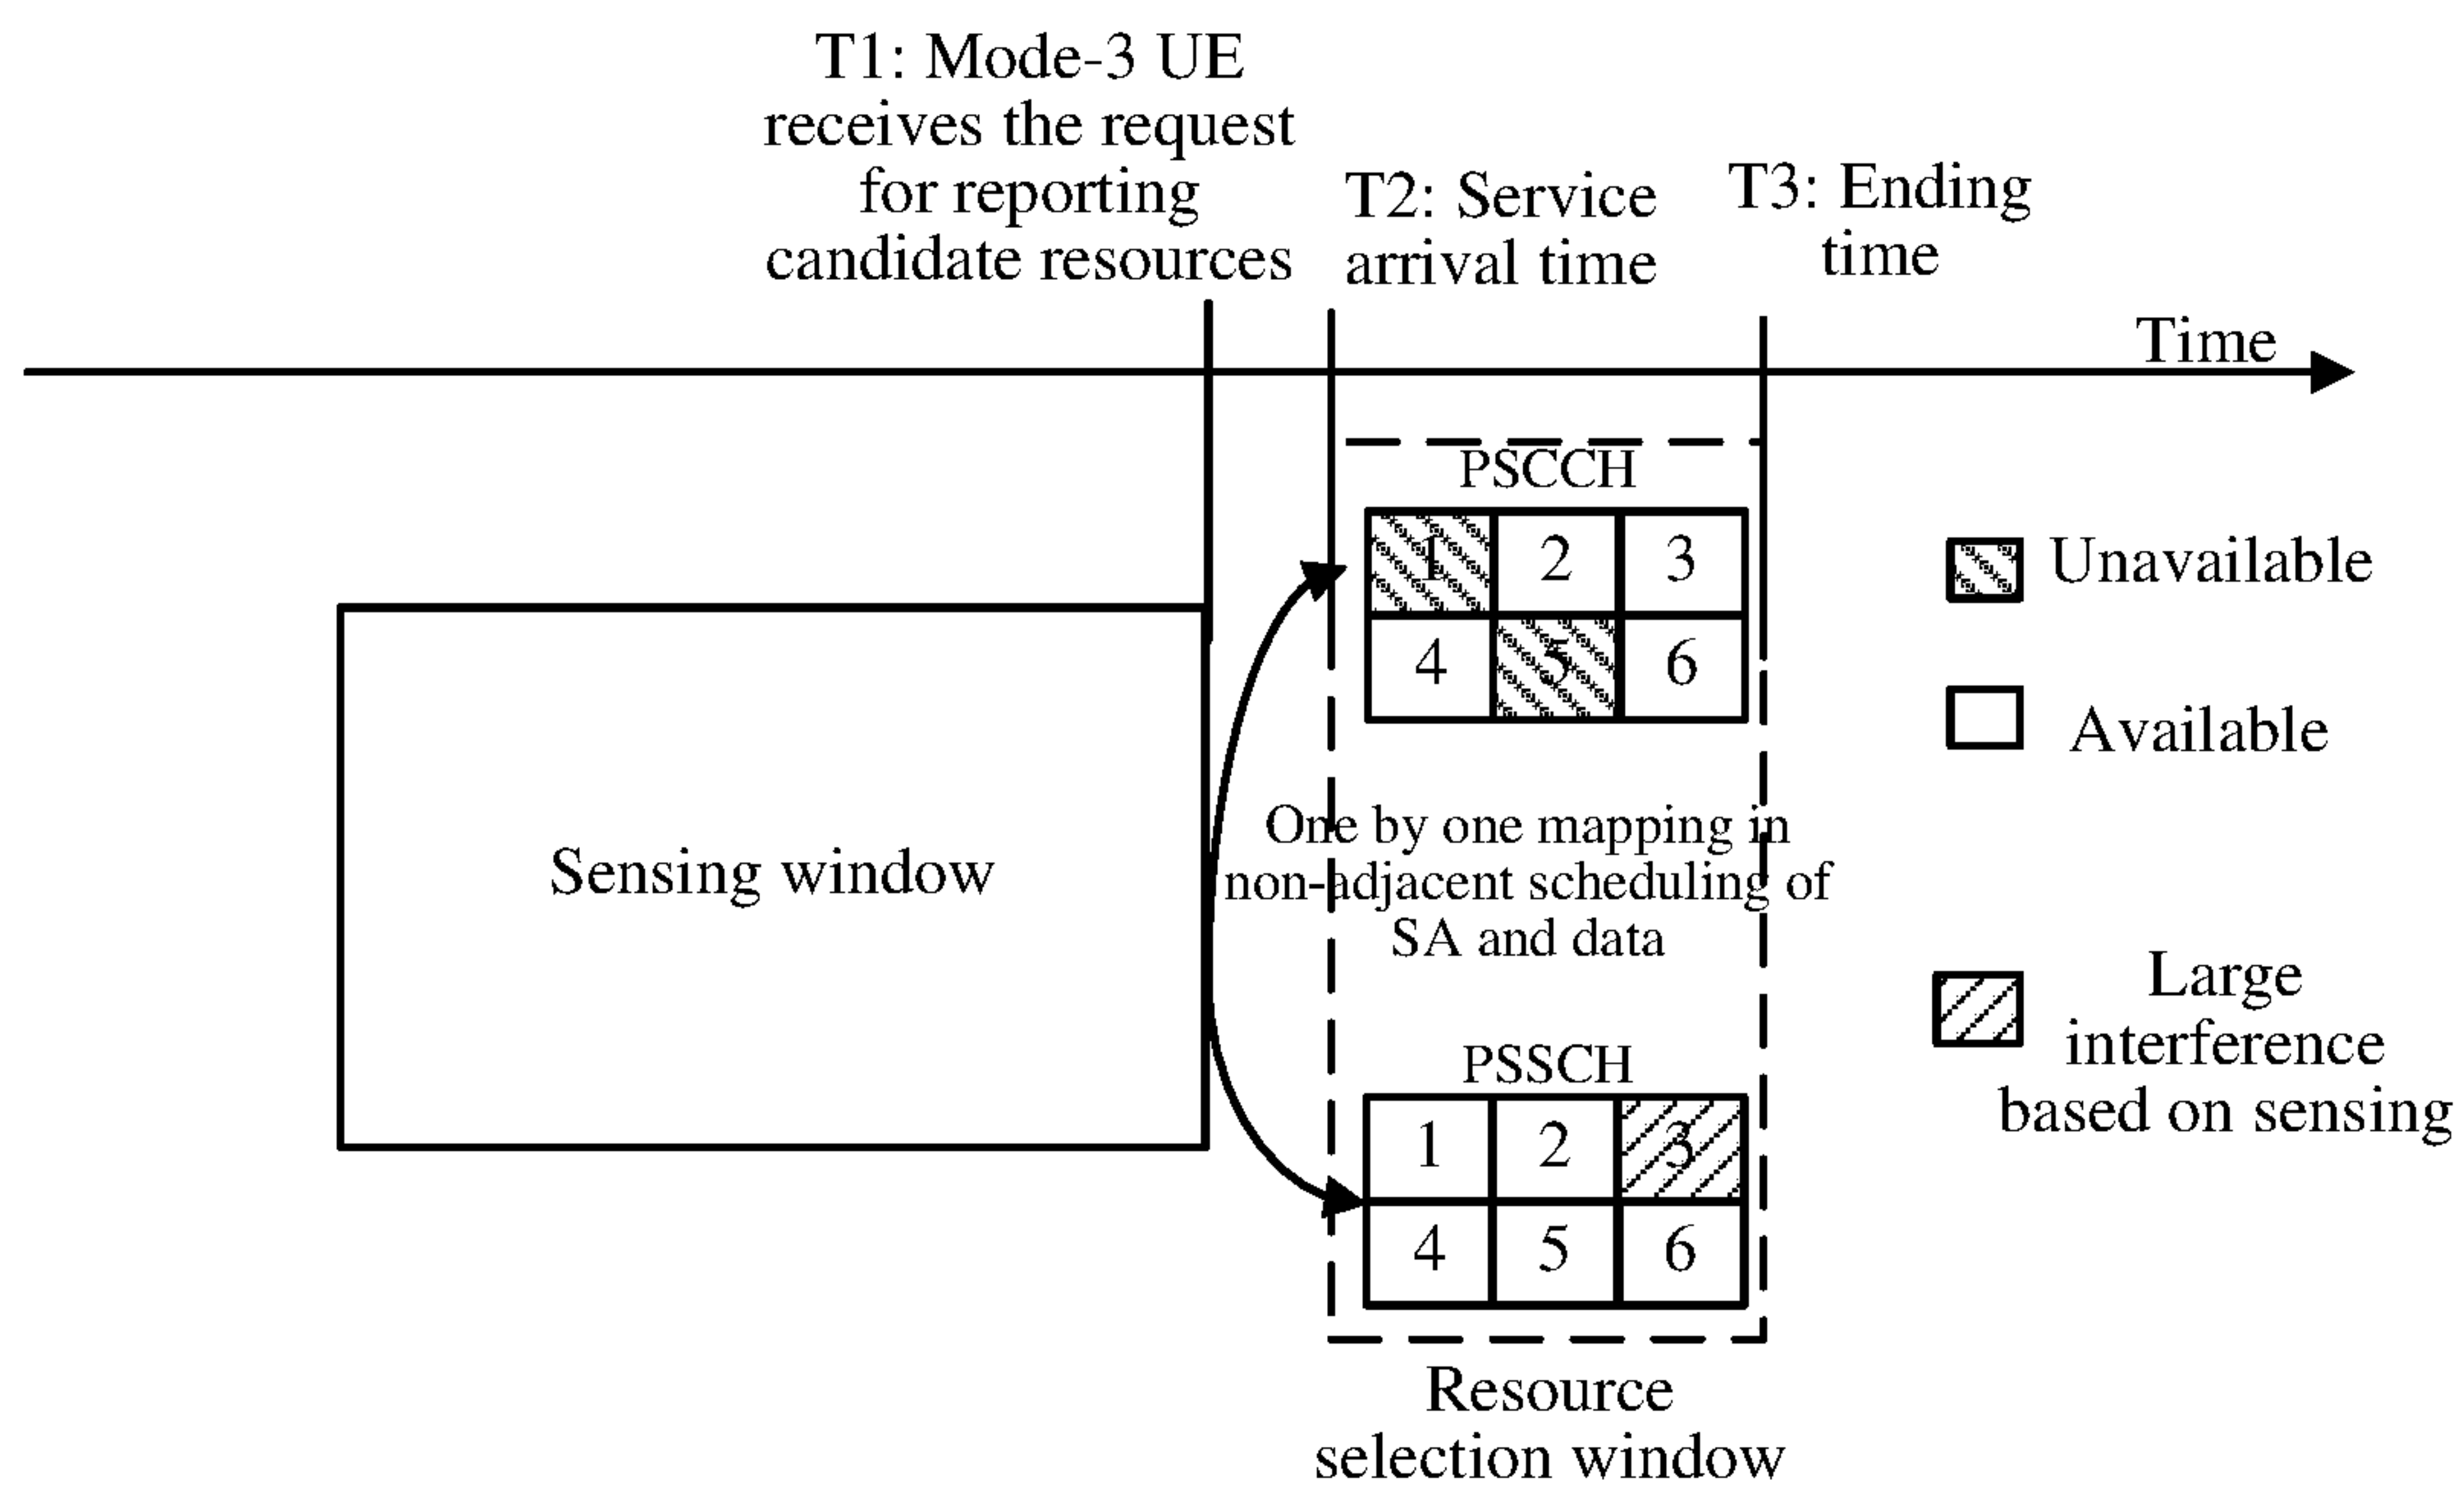 T1: Mode-3 UE
receives the request
for reporting
candidate resources
T2: Service
arrival time
T3: Ending
time
Time
PSCCH
1 2 3
4 5 6
Unavailable
Available
Sensing window
One by one mapping in
non-adjacent scheduling of
SA and data
Large
interference
based on sensing
PSSCH
1 2 3
4 5 6
Resource
selection window